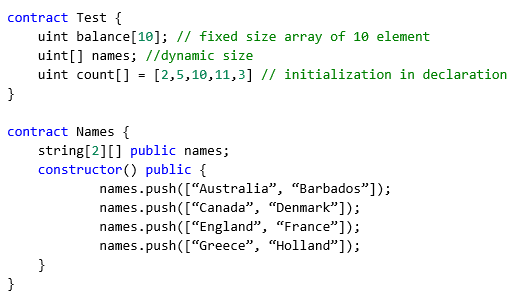 contract Test {
    uint balance[10]; // fixed size array of 10 element
    uint[] names; //dynamic size
    uint count[] = [2,5,10,11,3] // initialization in declaration
}

contract Names {
    string[2][] public names;
    constructor() public {
            names.push([“Australia”, “Barbados”]);
            names.push([“Canada”, “Denmark”]);
            names.push([“England”, “France”]);
            names.push([“Greece”, “Holland”]);
    }
}